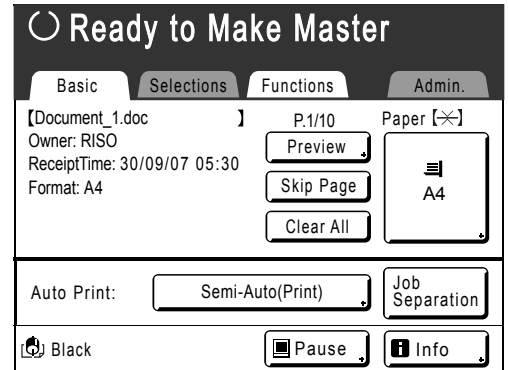 Ready to Make Master
Basic Selections Functions Admin.
【Document_1.doc 】 P.1/10 Paper【】
Owner: RISO Preview
ReceiptTime: 30/09/07 05:30
Format: A4 Skip Page A4
Clear All
Auto Print: Semi-Auto(Print) Job Separation
Black Pause Info